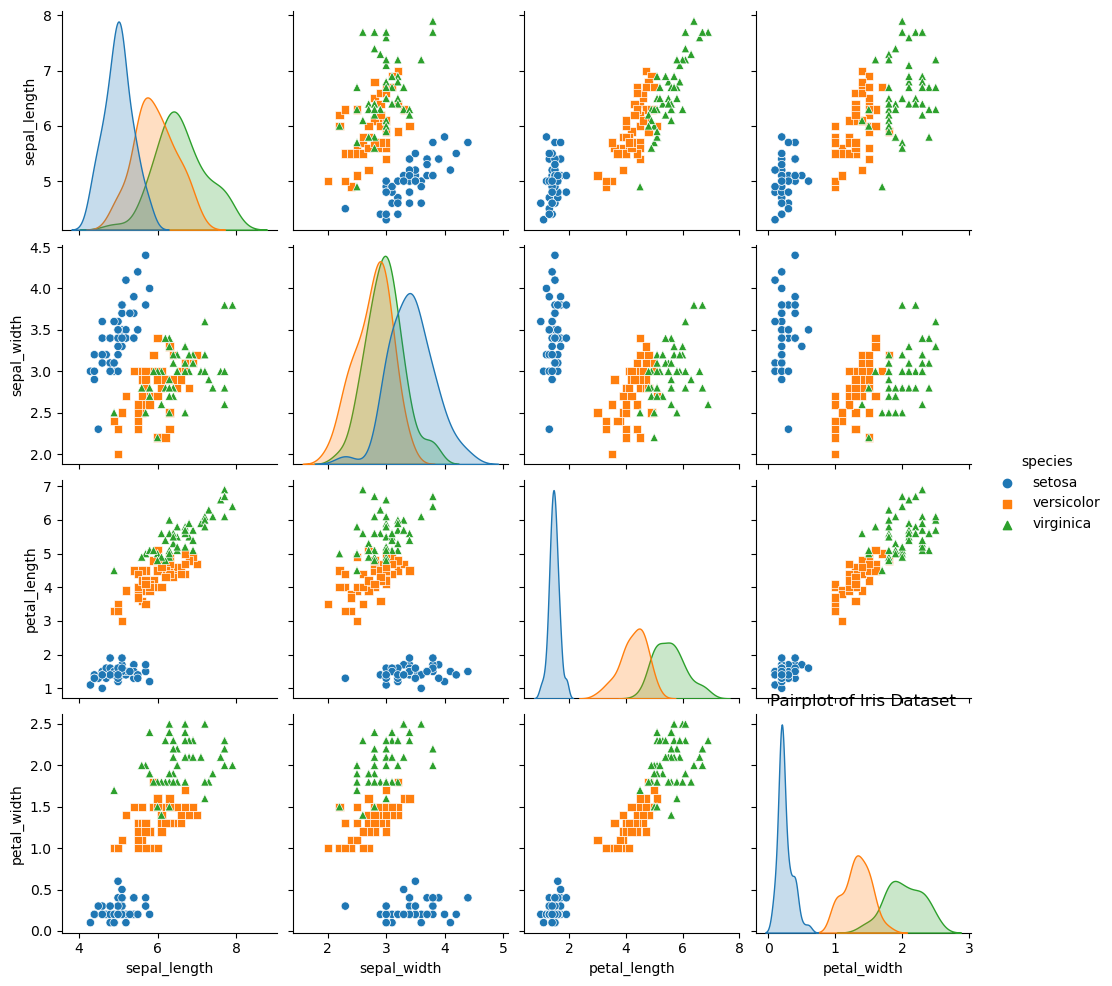 8
7
6
5
sepal_length
4
6
8
2
3
4
5
2
4
6
8
0
1
2
3
4.5
4.0
3.5
3.0
2.5
2.0
sepal_width
species
setosa
versicolor
virginica
7
6
5
4
3
2
1
petal_length
Pairplot of Iris Dataset
2.5
2.0
1.5
1.0
0.5
0.0
petal_width
sepal_length
sepal_width
petal_length
petal_width